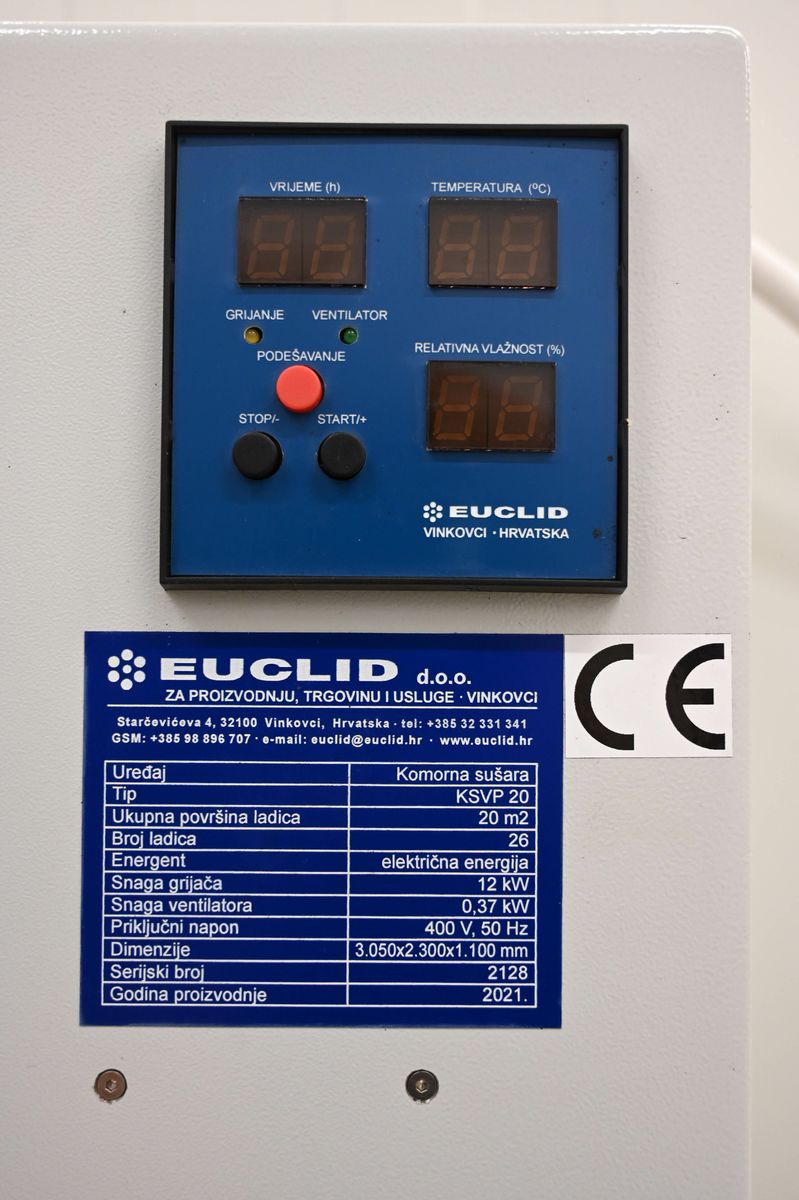 VRIJEME (h)
TEMPERATURA (ºC)
GRIJANJE
VENTILATOR
PODEŠAVANJE
RELATIVNA VLAŽNOST (%)
STOP/-
START/+
EUCLID
VINKOVCI · HRVATSKA
EUCLID d.o.o.
ZA PROIZVODNJU, TRGOVINU I USLUGE · VINKOVCI
Starčevićeva 4, 32100 Vinkovci, Hrvatska · tel: +385 32 331 341
GSM: +385 98 896 707 · e-mail: euclid@euclid.hr · www.euclid.hr
CE
Uređaj Komorna sušara
Tip KSVP 20
Ukupna površina ladica 20 m2
Broj ladica 26
Energent električna energija
Snaga grijača 12 kW
Snaga ventilatora 0,37 kW
Priključni napon 400 V, 50 Hz
Dimenzije 3.050x2.300x1.100 mm
Serijski broj 2128
Godina proizvodnje 2021.